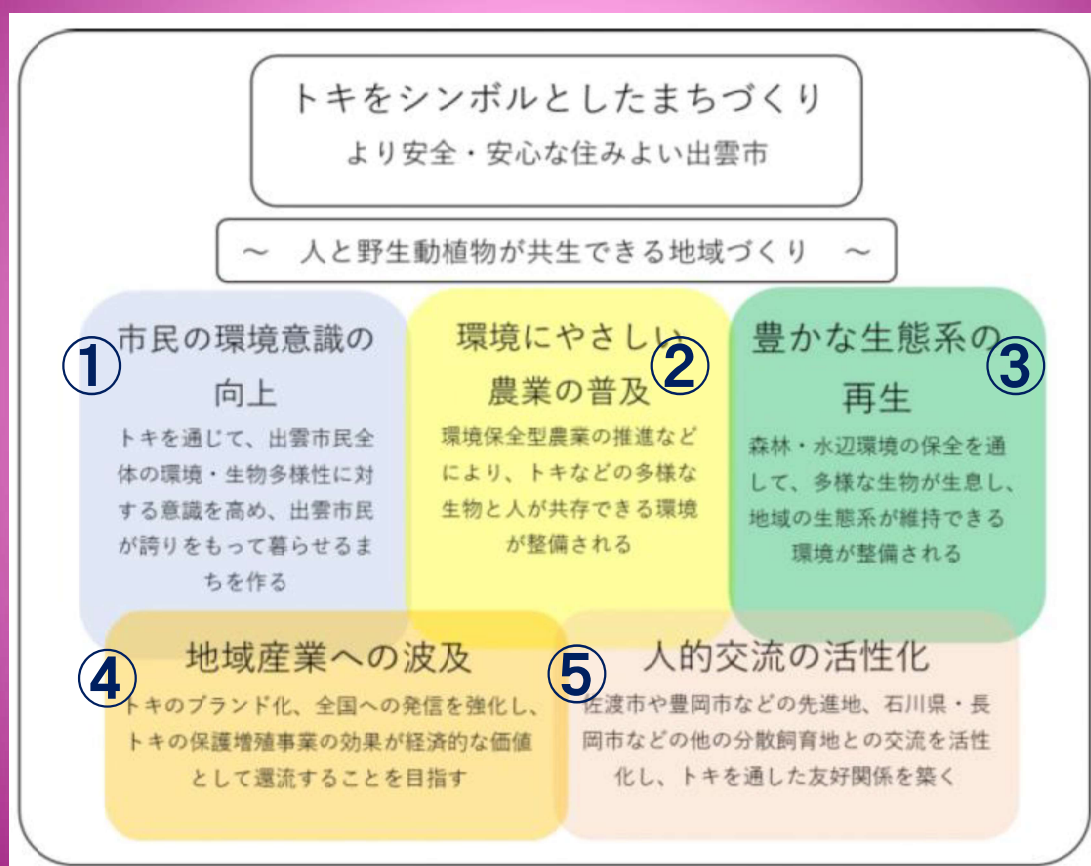 トキをシンボルとしたまちづくり
より安全・安心な住みよい出雲市
～　人と野生動植物が共生できる地域づくり　～
①
市民の環境意識の
向上
トキを通じて、出雲市民全
体の環境・生物多様性に対
する意識を高め、出雲市民
が誇りをもって暮らせるま
ちを作る
②
環境にやさしい
農業の普及
環境保全型農業の推進など
により、トキなどの多様な
生物と人が共存できる環境
が整備される
③
豊かな生態系の
再生
森林・水辺環境の保全を通
して、多様な生物が生息し、
地域の生態系が維持できる
環境が整備される
④
地域産業への波及
トキのブランド化、全国への発信を強化し、
トキの保護増殖事業の効果が経済的な価値
として還流することを目指す
⑤
人的交流の活性化
佐渡市や豊岡市などの先進地、石川県・長
岡市などの他の分散飼育地との交流を活性
化し、トキを通した友好関係を築く